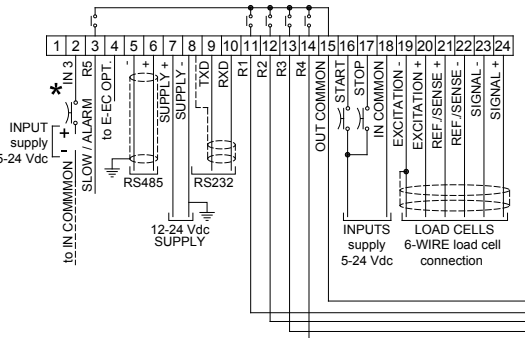 1 2 3 4 5 6 7 8 9 10 11 12 13 14 15 16 17 18 19 20 21 22 23 24
* IN 3
R5
SLOW / ALARM
to E-EC OPT.
-
+
SUPPLY +
SUPPLY -
TXD
RXD
R1
R2
R3
R4
OUT COMMON
START
STOP
IN COMMON
EXCITATION -
EXCITATION +
REF./SENSE +
REF./SENSE -
SIGNAL -
SIGNAL +
INPUT
supply
5-24 Vdc
+
-
to IN COMMMON
RS485
RS232
12-24 Vdc
SUPPLY
INPUTS
supply
5-24 Vdc
LOAD CELLS
6-WIRE load cell
connection